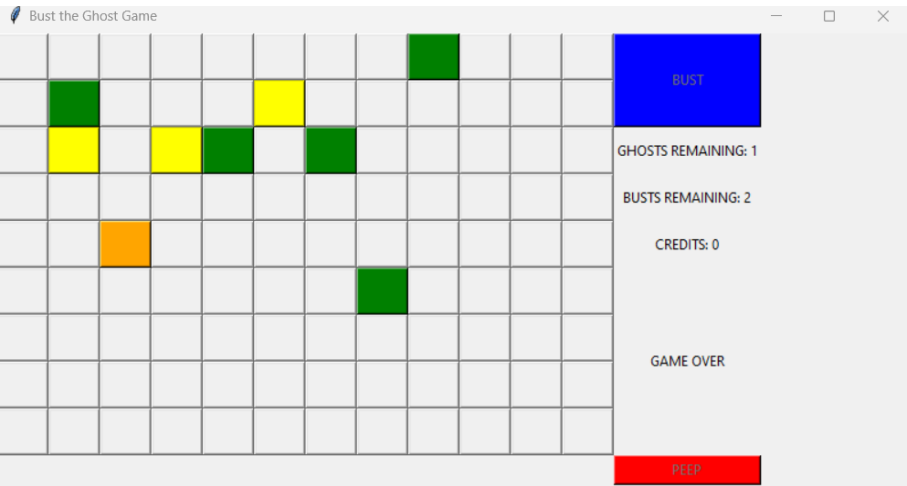 Bust the Ghost Game
BUST
GHOSTS REMAINING: 1
BUSTS REMAINING: 2
CREDITS: 0
GAME OVER
PEEP